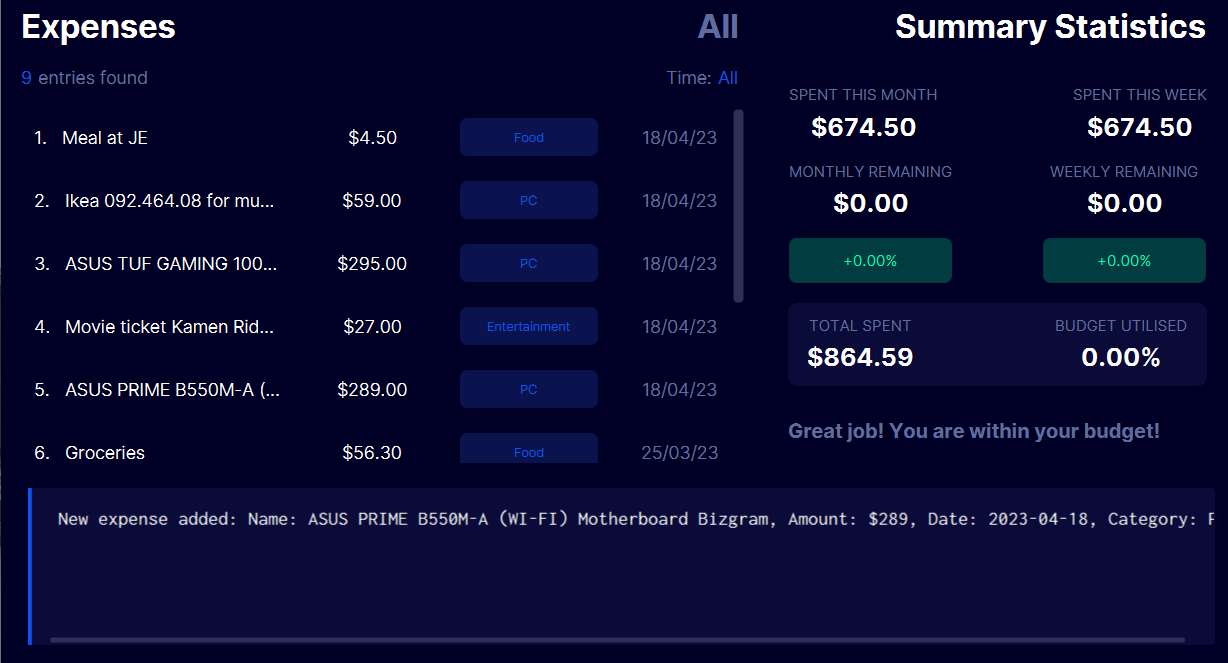 Expenses
All
9 entries found
Time: All
1. Meal at JE $4.50 Food 18/04/23
2. Ikea 092.464.08 for mu... $59.00 PC 18/04/23
3. ASUS TUF GAMING 100... $295.00 PC 18/04/23
4. Movie ticket Kamen Rid... $27.00 Entertainment 18/04/23
5. ASUS PRIME B550M-A (... $289.00 PC 18/04/23
6. Groceries $56.30 Food 25/03/23
Summary Statistics
SPENT THIS MONTH SPENT THIS WEEK
$674.50 $674.50
MONTHLY REMAINING WEEKLY REMAINING
$0.00 $0.00
+0.00% +0.00%
TOTAL SPENT BUDGET UTILISED
$864.59 0.00%
Great job! You are within your budget!
New expense added: Name: ASUS PRIME B550M-A (WI-FI) Motherboard Bizgram, Amount: $289, Date: 2023-04-18, Category: